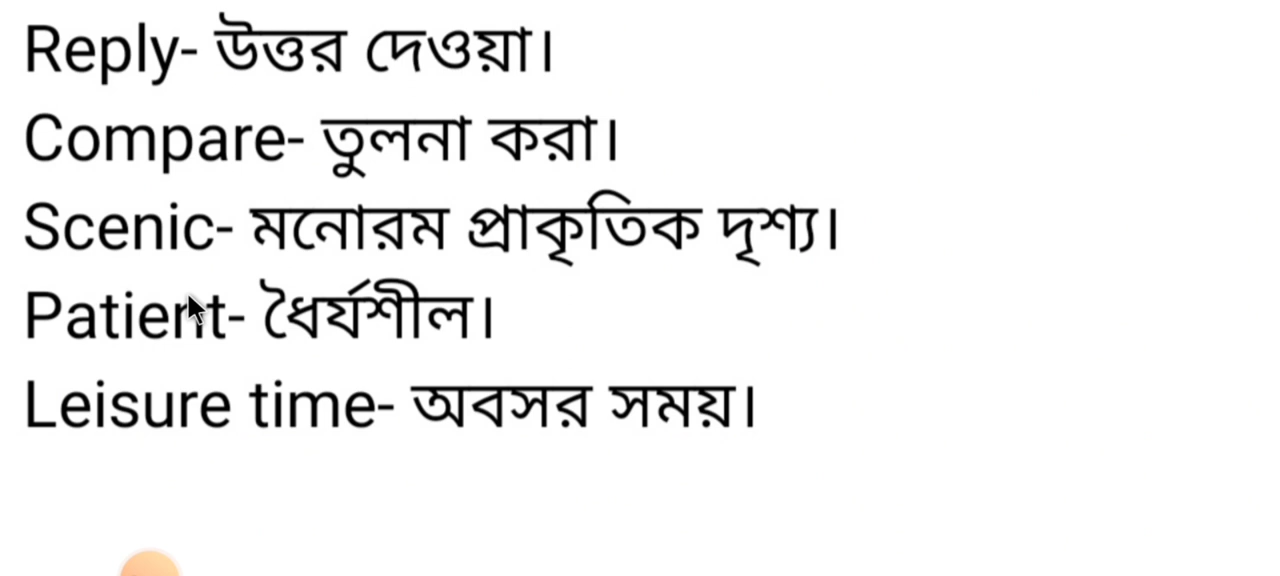 Reply- উত্তর দেওয়া।
Compare- তুলনা করা।
Scenic- মনোরম প্রাকৃতিক দৃশ্য।
Patient- ধৈর্যশীল।
Leisure time- অবসর সময়।